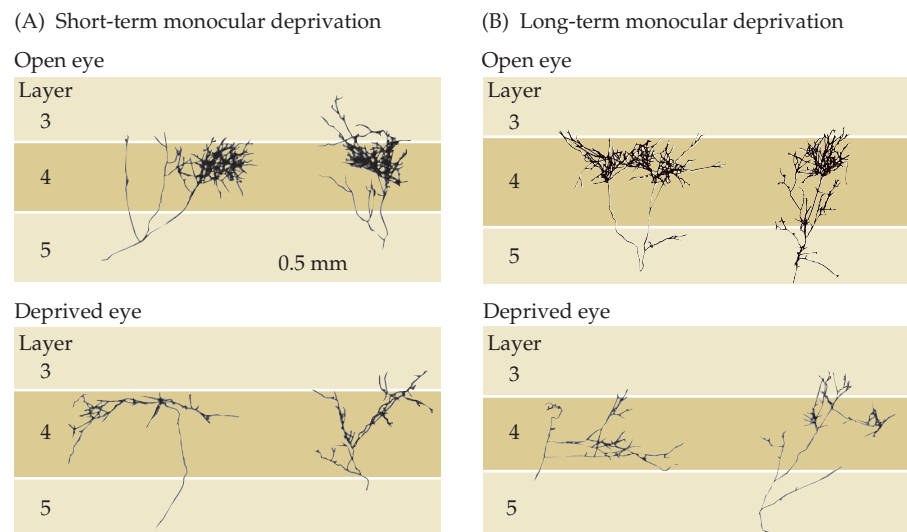 (A) Short-term monocular deprivation
Open eye
Layer
3
4
5
0.5 mm
Deprived eye
Layer
3
4
5
(B) Long-term monocular deprivation
Open eye
Layer
3
4
5
Deprived eye
Layer
3
4
5